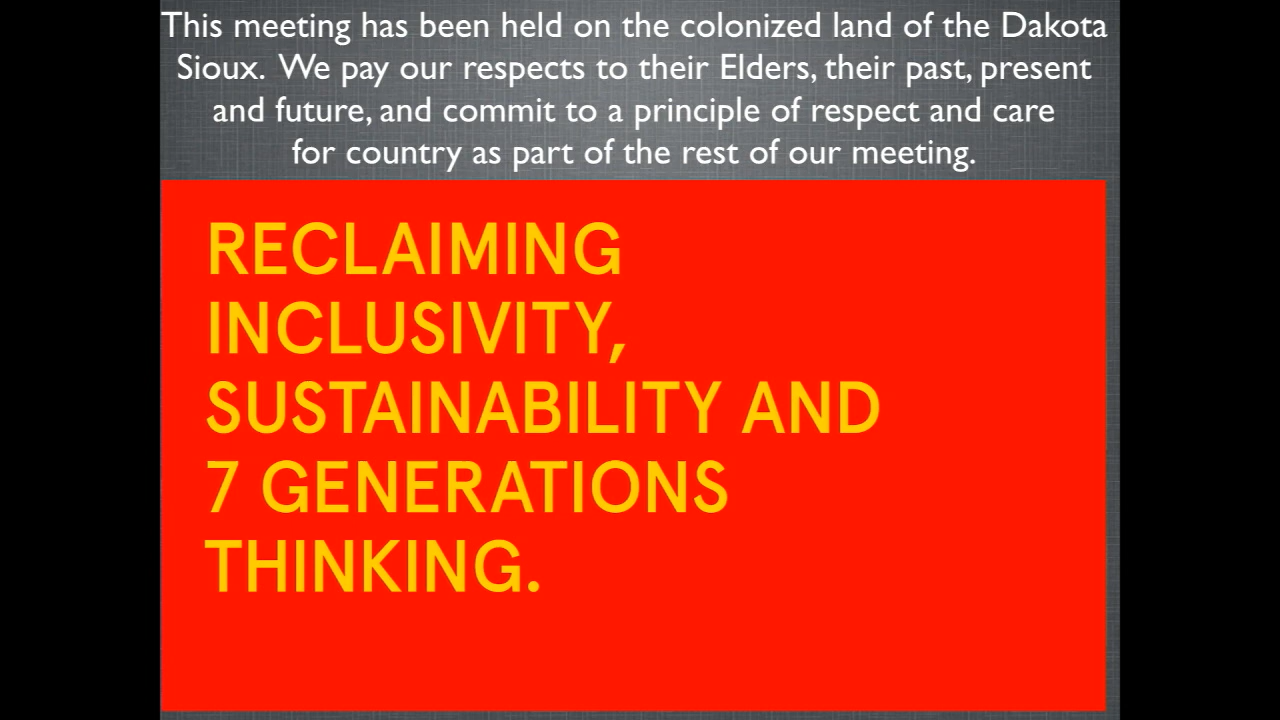 This meeting has been held on the colonized land of the Dakota
Sioux. We pay our respects to their Elders, their past, present
and future, and commit to a principle of respect and care
for country as part of the rest of our meeting.
RECLAIMING
INCLUSIVITY,
SUSTAINABILITY AND
7 GENERATIONS
THINKING.